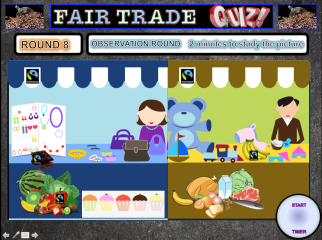 FAIR TRADE QUIZ!
ROUND 8
OBSERVATION ROUND
2 minutes to study the picture
START
TIMER